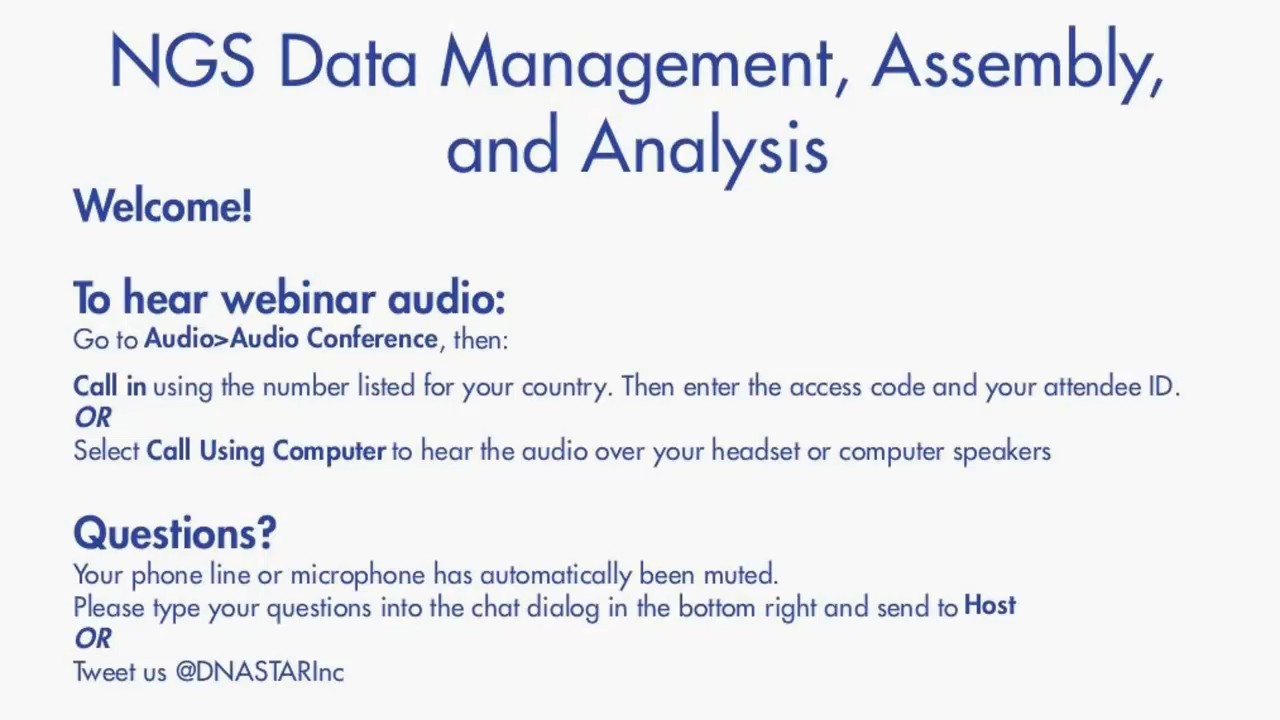 NGS Data Management, Assembly,
and Analysis
Welcome!
To hear webinar audio:
Go to Audio>Audio Conference, then:
Call in using the number listed for your country. Then enter the access code and your attendee ID.
OR
Select Call Using Computer to hear the audio over your headset or computer speakers
Questions?
Your phone line or microphone has automatically been muted.
Please type your questions into the chat dialog in the bottom right and send to Host
OR
Tweet us @DNASTARInc